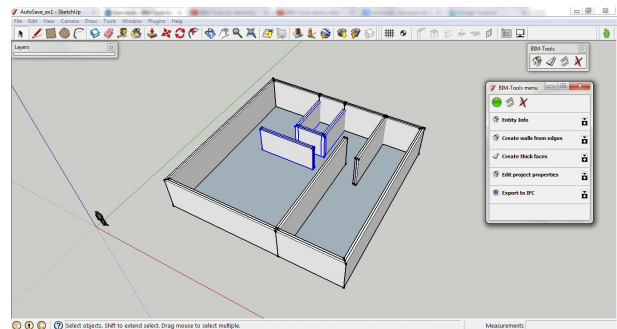 AutoSave_ex1 - SketchUp
File Edit View Camera Draw Tools Window Plugins Help
Layers
BIM-Tools
BIM-Tools menu
Entity Info
Create walls from edges
Create thick faces
Edit project properties
Export to IFC
Select objects. Shift to extend select. Drag mouse to select multiple.
Measurements